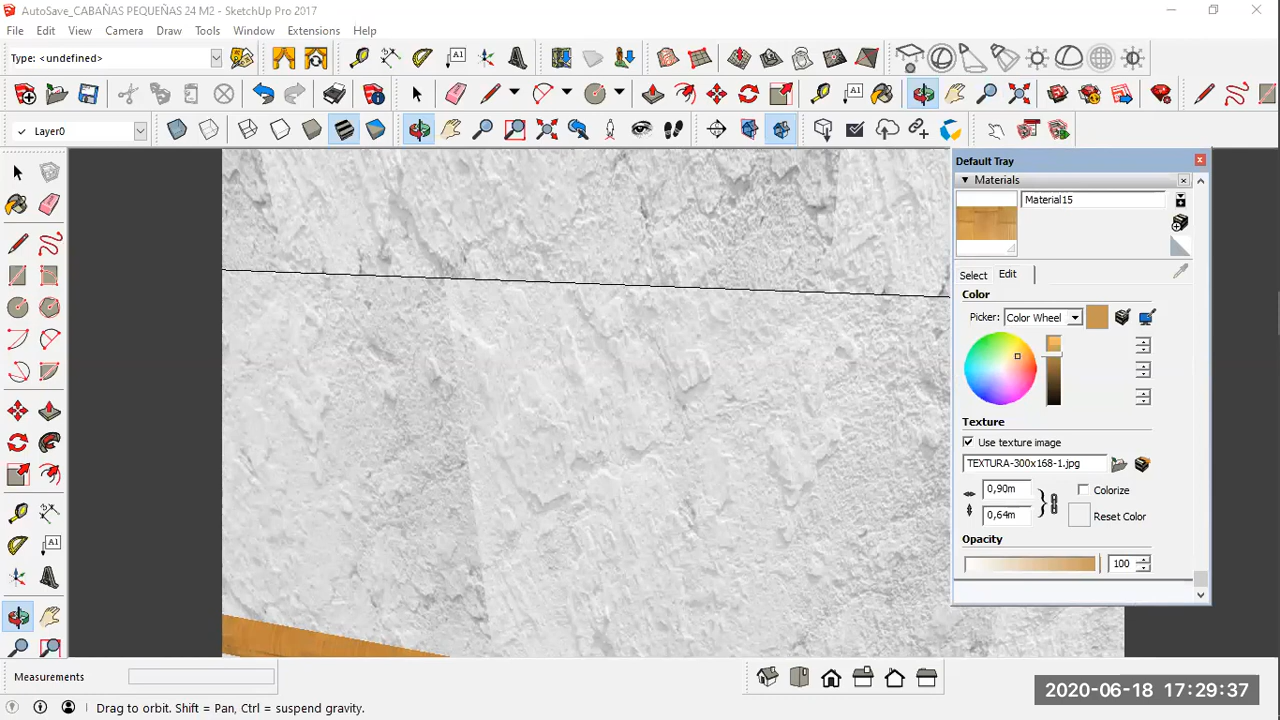 AutoSave_CABAÑAS PEQUEÑAS 24 M2 - SketchUp Pro 2017
File Edit View Camera Draw Tools Window Extensions Help
Type: <undefined>
A1
A1
Layer0
Default Tray
Materials
Material15
Select Edit
Color
Picker: Color Wheel
Texture
Use texture image
TEXTURA-300x168-1.jpg
0,90m Colorize
0,64m Reset Color
Opacity
100
A1
Measurements
2020-06-18 17:29:37
Drag to orbit. Shift = Pan, Ctrl = suspend gravity.